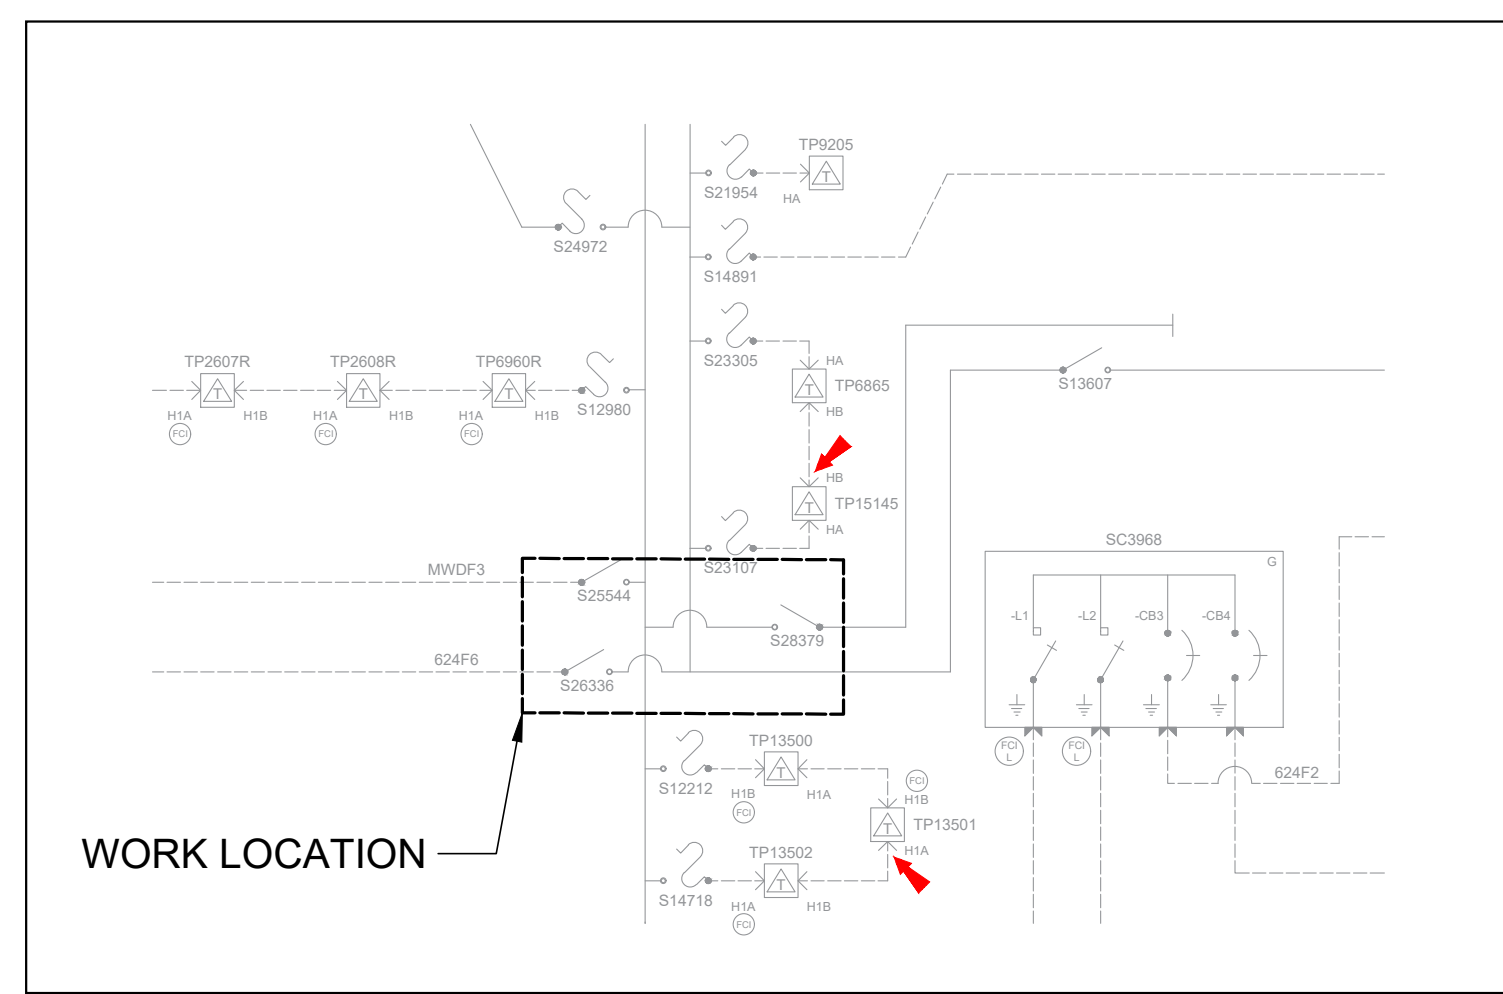 TP9205
T
S21954
HA
S24972
S14891
S23305
HA
TP2607R
TP2608R
TP6960R
T
T
T
T
TP6865
S13607
H1A
H1B
H1A
H1B
H1A
H1B
S12980
HB
FCI
FCI
FCI
HB
T
TP15145
HA
SC3968
G
MWDF3
S23107
S25544
-L1
-L2
-CB3
-CB4
S28379
624F6
S26336
TP13500
FCI
L
FCI
L
T
624F2
S12212
H1B
H1A
FCI
H1B
FCI
T
TP13501
WORK LOCATION
TP13502
H1A
T
S14718
H1A
H1B
FCI